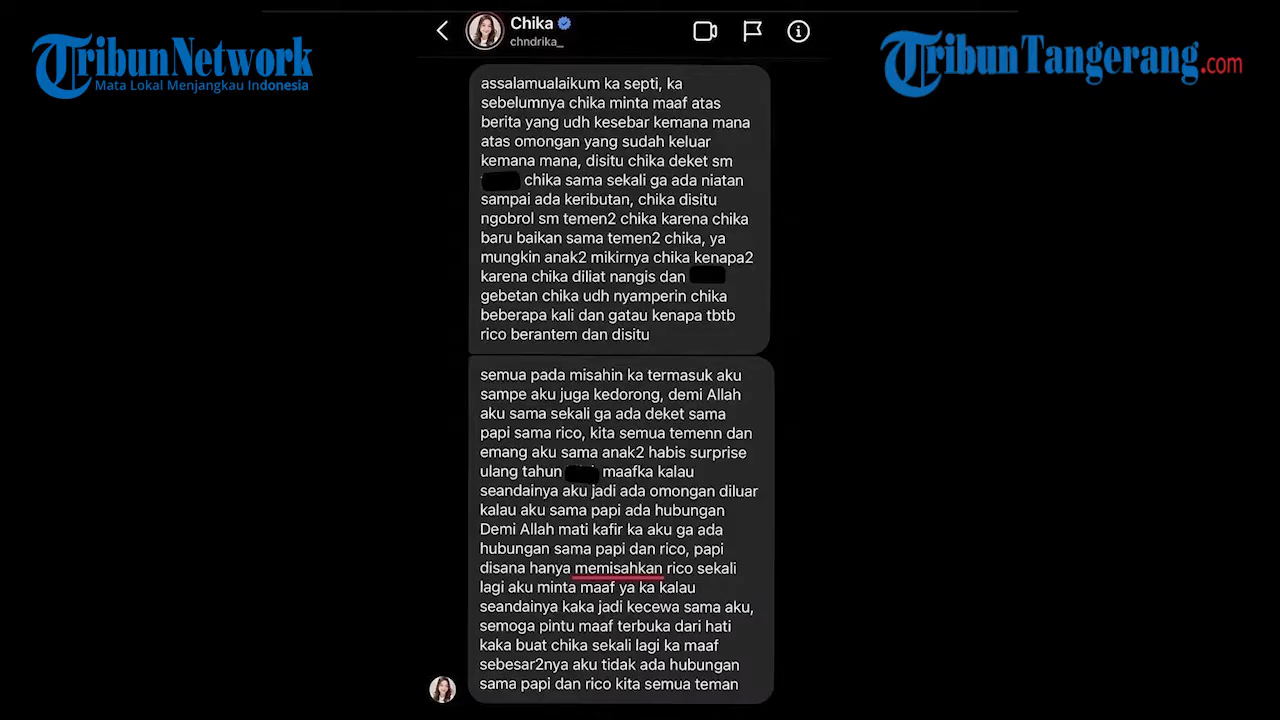 TribunNetwork
Mata Lokal Menjangkau Indonesia
Chika
chndrika_
TribunTangerang.com
assalamualaikum ka septi, ka
sebelumnya chika minta maaf atas
berita yang udh kesebar kemana mana
atas omongan yang sudah keluar
kemana mana, disitu chika deket sm
chika sama sekali ga ada niatan
sampai ada keributan, chika disitu
ngobrol sm temen2 chika karena chika
baru baikan sama temen2 chika, ya
mungkin anak2 mikirnya chika kenapa2
karena chika diliat nangis dan
gebetan chika udh nyamperin chika
beberapa kali dan gatau kenapa tbtb
rico berantem dan disitu
semua pada misahin ka termasuk aku
sampe aku juga kedorong, demi Allah
aku sama sekali ga ada deket sama
papi sama rico, kita semua temenn dan
emang aku sama anak2 habis surprise
ulang tahun maafka kalau
seandainya aku jadi ada omongan diluar
kalau aku sama papi ada hubungan
Demi Allah mati kafir ka aku ga ada
hubungan sama papi dan rico, papi
disana hanya memisahkan rico sekali
lagi aku minta maaf ya ka kalau
seandainya kaka jadi kecewa sama aku,
semoga pintu maaf terbuka dari hati
kaka buat chika sekali lagi ka maaf
sebesar2nya aku tidak ada hubungan
sama papi dan rico kita semua teman